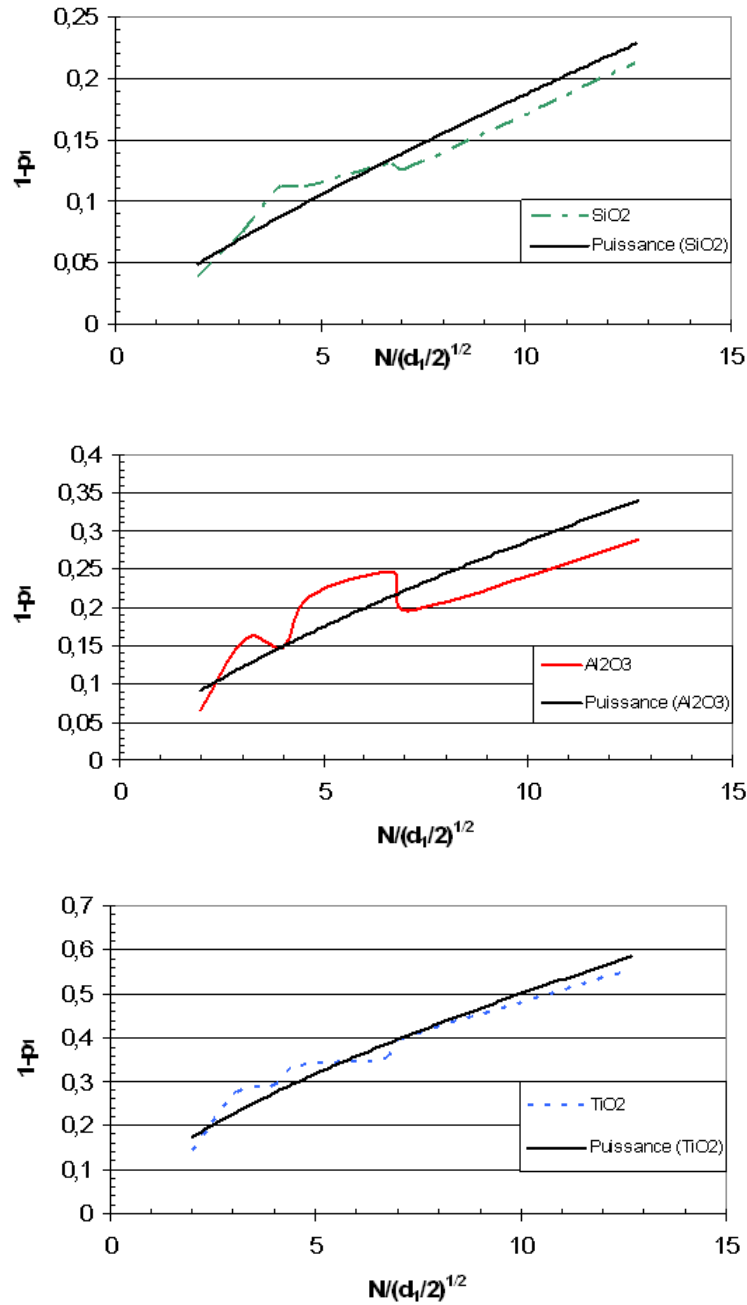 0,25
0,2
0,15
0,1
0,05
0
1-pf
SiO2
Puissance (SiO2)
0 5 10 15
N/(d₁/2)^1/2
0,4
0,35
0,3
0,25
0,2
0,15
0,1
0,05
0
1-pf
Al2O3
Puissance (Al2O3)
0 5 10 15
N/(d₁/2)^1/2
0,7
0,6
0,5
0,4
0,3
0,2
0,1
0
1-pf
TiO2
Puissance (TiO2)
0 5 10 15
N/(d₁/2)^1/2